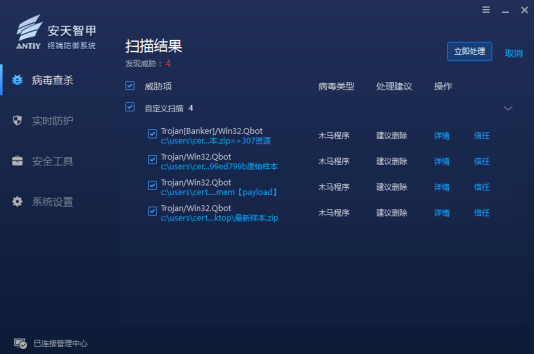 安天智甲
终端防御系统
ANTIY
病毒查杀
实时防护
安全工具
系统设置
已连接管理中心
扫描结果
发现威胁： 4
立即处理 取消
威胁项 病毒类型 处理建议 操作
自定义扫描 4
Trojan[Banker]/Win32.Qbot
c:\users\cer...本.zip=>307资源 木马程序 建议删除 详情 信任
Trojan/Win32.Qbot
c:\users\cer...99ed799b原始样本 木马程序 建议删除 详情 信任
Trojan/Win32.Qbot
c:\users\cert....mem【payload】 木马程序 建议删除 详情 信任
Trojan/Win32.Qbot
c:\users\cert...ktop\最新样本.zip 木马程序 建议删除 详情 信任